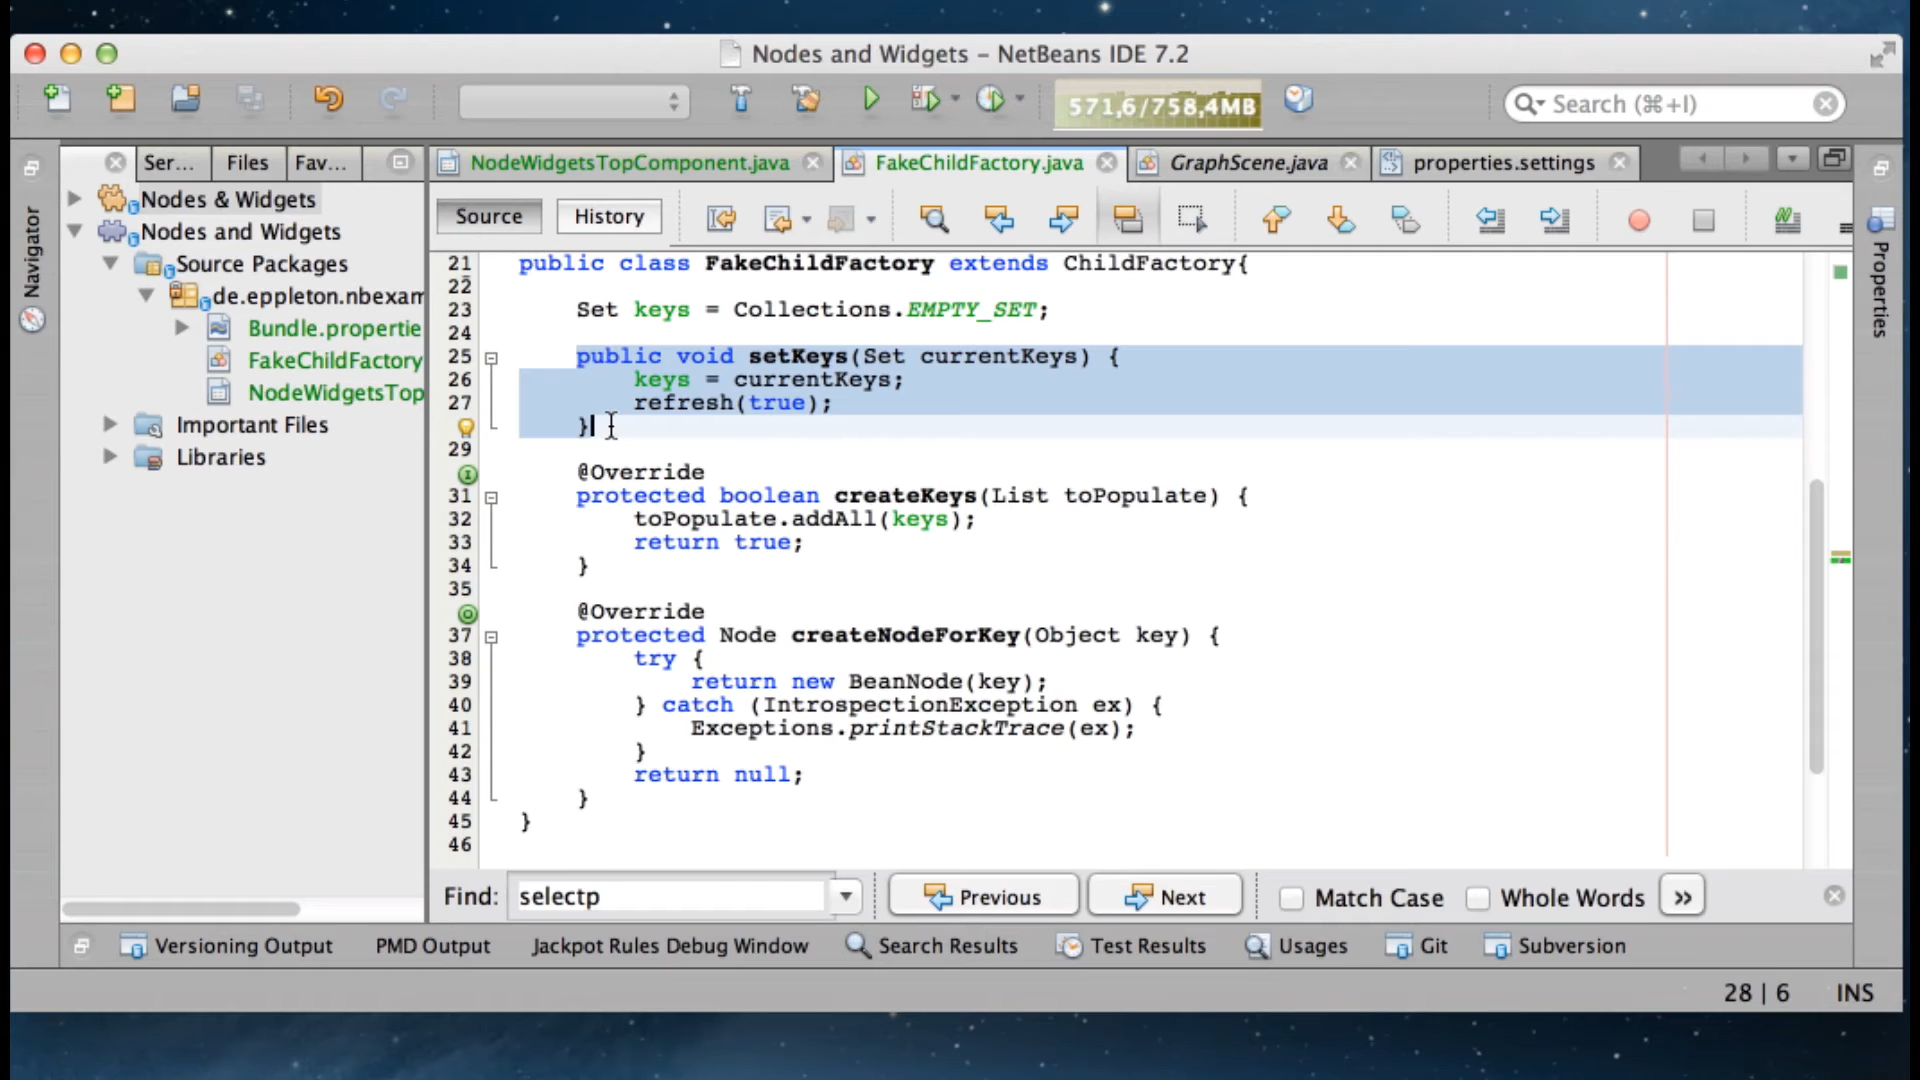 Nodes and Widgets – NetBeans IDE 7.2
571,6/758,4MB
Search (⌘+I)
Ser... Files Fav...
NodeWidgetsTopComponent.java FakeChildFactory.java GraphScene.java properties.settings
Source History
Navigator
Properties
Nodes & Widgets
Nodes and Widgets
Source Packages
de.eppleton.nbexam
Bundle.propertie
FakeChildFactory
NodeWidgetsTop
Important Files
Libraries
21 public class FakeChildFactory extends ChildFactory{
22
23 Set keys = Collections.EMPTY_SET;
24
25 public void setKeys(Set currentKeys) {
26 keys = currentKeys;
27 refresh(true);
}
29
@Override
31 protected boolean createKeys(List toPopulate) {
32 toPopulate.addAll(keys);
33 return true;
34 }
35
@Override
37 protected Node createNodeForKey(Object key) {
38 try {
39 return new BeanNode(key);
40 } catch (IntrospectionException ex) {
41 Exceptions.printStackTrace(ex);
42 }
43 return null;
44 }
45 }
46
Find: selectp Previous Next Match Case Whole Words »
Versioning Output PMD Output Jackpot Rules Debug Window Search Results Test Results Usages Git Subversion
28 | 6 INS